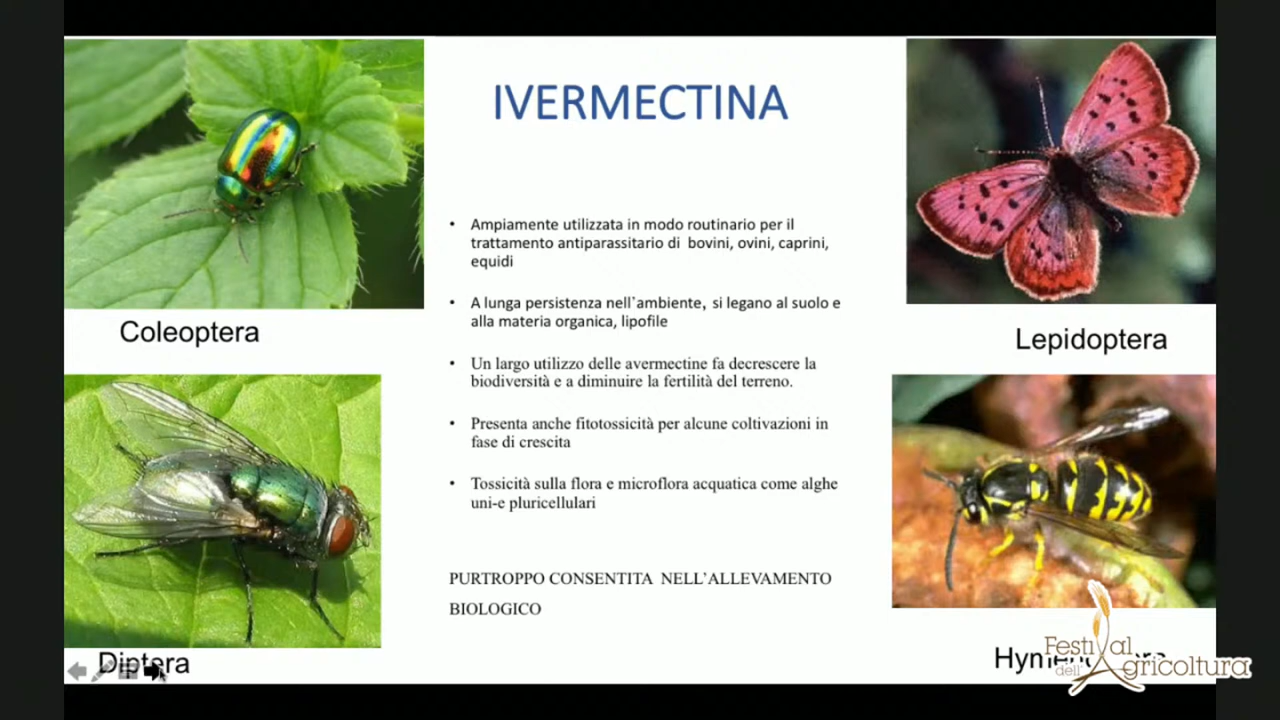 IVERMECTINA
• Ampiamente utilizzata in modo routinario per il
trattamento antiparassitario di bovini, ovini, caprini,
equidi
• A lunga persistenza nell'ambiente, si legano al suolo e
alla materia organica, lipofile
• Un largo utilizzo delle avermectine fa decrescere la
biodiversità e a diminuire la fertilità del terreno.
• Presenta anche fitotossicità per alcune coltivazioni in
fase di crescita
• Tossicità sulla flora e microflora acquatica come alghe
uni-e pluricellulari
PURTROPPO CONSENTITA NELL'ALLEVAMENTO
BIOLOGICO
Coleoptera
Lepidoptera
Diptera
Festival
dell'Agricoltura